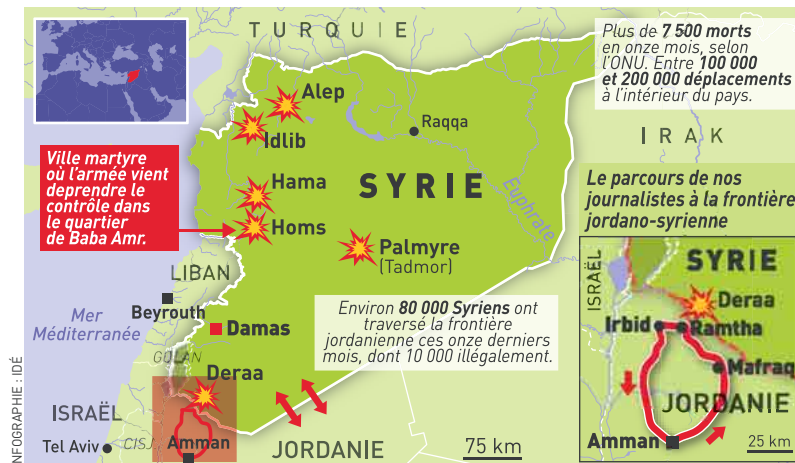 TURQUIE
Plus de 7 500 morts
en onze mois, selon
l'ONU. Entre 100 000
et 200 000 déplacements
à l'intérieur du pays.
Alep
Raqqa
Idlib
IRAK
Ville martyre
où l'armée vient
deprendre le
contrôle dans
le quartier
de Baba Amr.
Hama
SYRIE
Euphrate
Homs
Palmyre
(Tadmor)
LIBAN
Beyrouth
Mer
Méditerranée
Damas
Environ 80 000 Syriens ont
traversé la frontière
jordanienne ces onze derniers
mois, dont 10 000 illégalement.
GOLAN
Deraa
ISRAËL
Tel Aviv
CISJ.
Amman
JORDANIE
75 km
Le parcours de nos
journalistes à la frontière
jordano-syrienne
ISRAËL
SYRIE
Deraa
Irbid
Ramtha
Mafraq
JORDANIE
Amman
25 km
NFOGRAPHIE : IDÉ